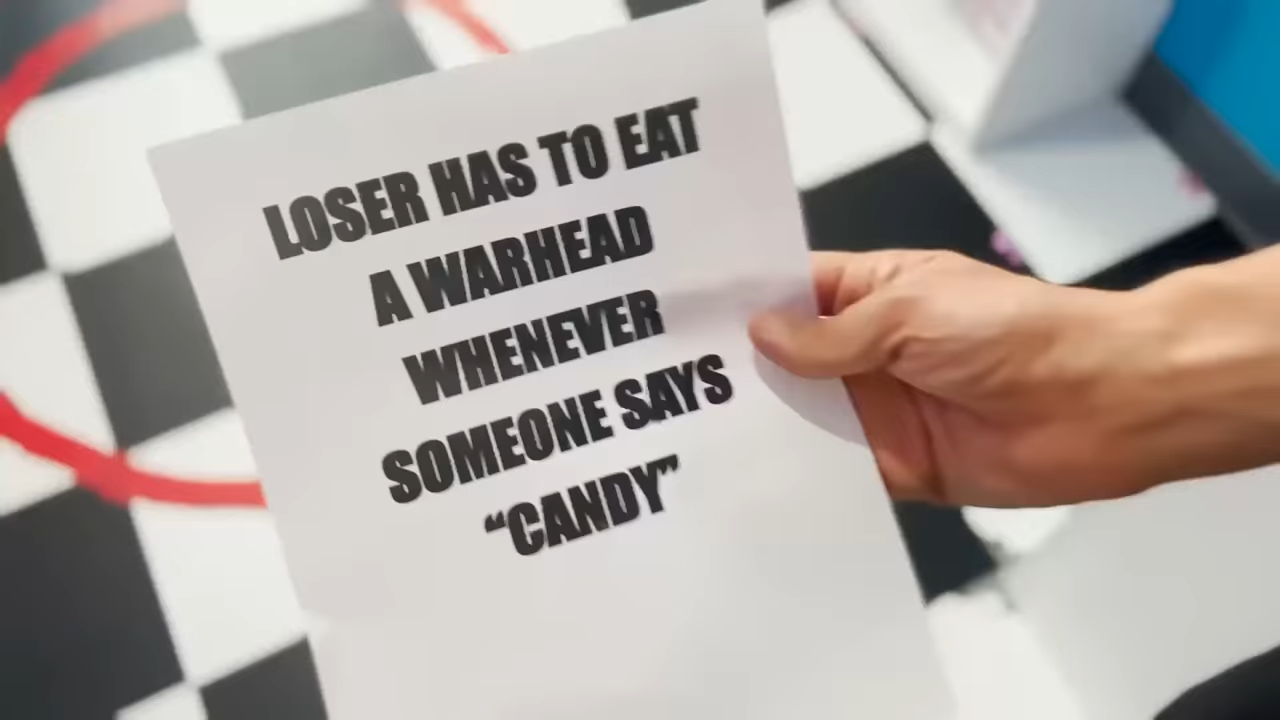 LOSER HAS TO EAT
A WARHEAD
WHENEVER
SOMEONE SAYS
“CANDY”